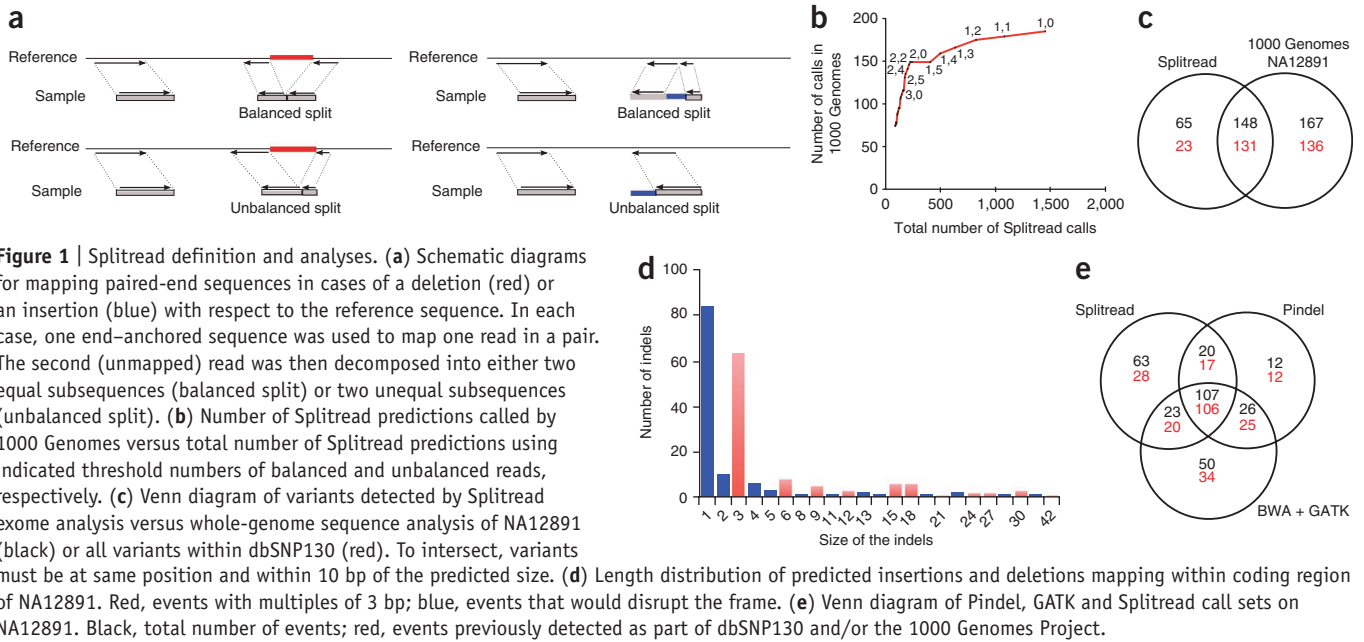 a
Reference
Sample
Balanced split
Reference
Sample
Unbalanced split
Reference
Sample
Balanced split
Reference
Sample
Unbalanced split
b
Number of calls in
1000 Genomes
200
150
100
50
0
0
500
1,000
1,500
2,000
Total number of Splitread calls
1,0
1,1
1,2
1,3
1,4
1,5
2,0
2,2
2,4
2,5
3,0
c
Splitread
1000 Genomes
NA12891
65
23
148
131
167
136
Figure 1 | Splitread definition and analyses. (a) Schematic diagrams
for mapping paired-end sequences in cases of a deletion (red) or
an insertion (blue) with respect to the reference sequence. In each
case, one end–anchored sequence was used to map one read in a pair.
The second (unmapped) read was then decomposed into either two
equal subsequences (balanced split) or two unequal subsequences
(unbalanced split). (b) Number of Splitread predictions called by
1000 Genomes versus total number of Splitread predictions using
indicated threshold numbers of balanced and unbalanced reads,
respectively. (c) Venn diagram of variants detected by Splitread
exome analysis versus whole-genome sequence analysis of NA12891
(black) or all variants within dbSNP130 (red). To intersect, variants
must be at same position and within 10 bp of the predicted size. (d) Length distribution of predicted insertions and deletions mapping within coding region
of NA12891. Red, events with multiples of 3 bp; blue, events that would disrupt the frame. (e) Venn diagram of Pindel, GATK and Splitread call sets on
NA12891. Black, total number of events; red, events previously detected as part of dbSNP130 and/or the 1000 Genomes Project.
d
Number of indels
100
80
60
40
20
0
1 2 3 4 5 6 8 9 11 12 13 15 18 21 24 27 30 42
Size of the indels
e
Splitread
Pindel
63
28
20
17
12
12
107
106
23
20
26
25
50
34
BWA + GATK